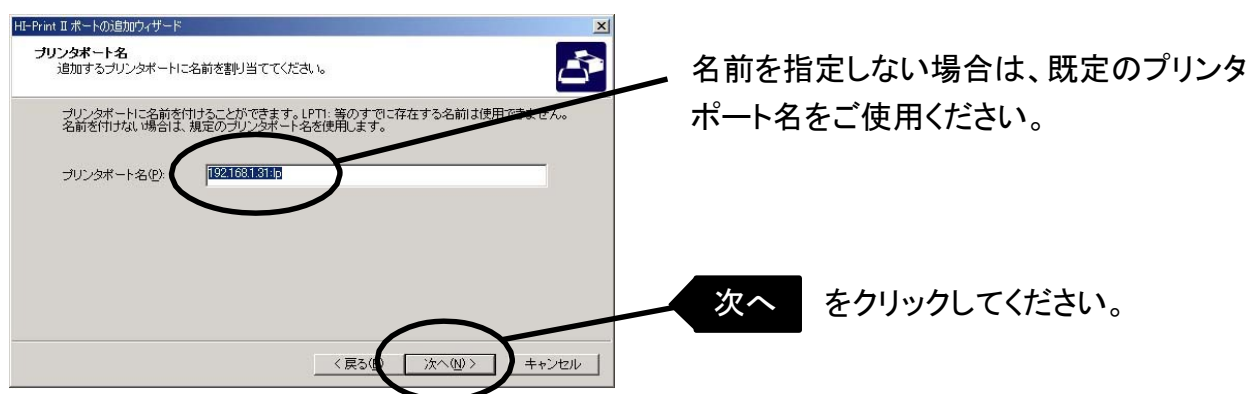 HI-Print II ポートの追加ウィザード
プリンタポート名
追加するプリンタポートに名前を割り当ててください。
プリンタポートに名前を付けることができます。LPT1: 等のすでに存在する名前は使用できません。
名前を付けない場合は、規定のプリンタポート名を使用します。
プリンタポート名(P):
192.168.1.31:lp
< 戻る(B)
次へ(N) >
キャンセル
名前を指定しない場合は、既定のプリンタ
ポート名をご使用ください。
次へ をクリックしてください。